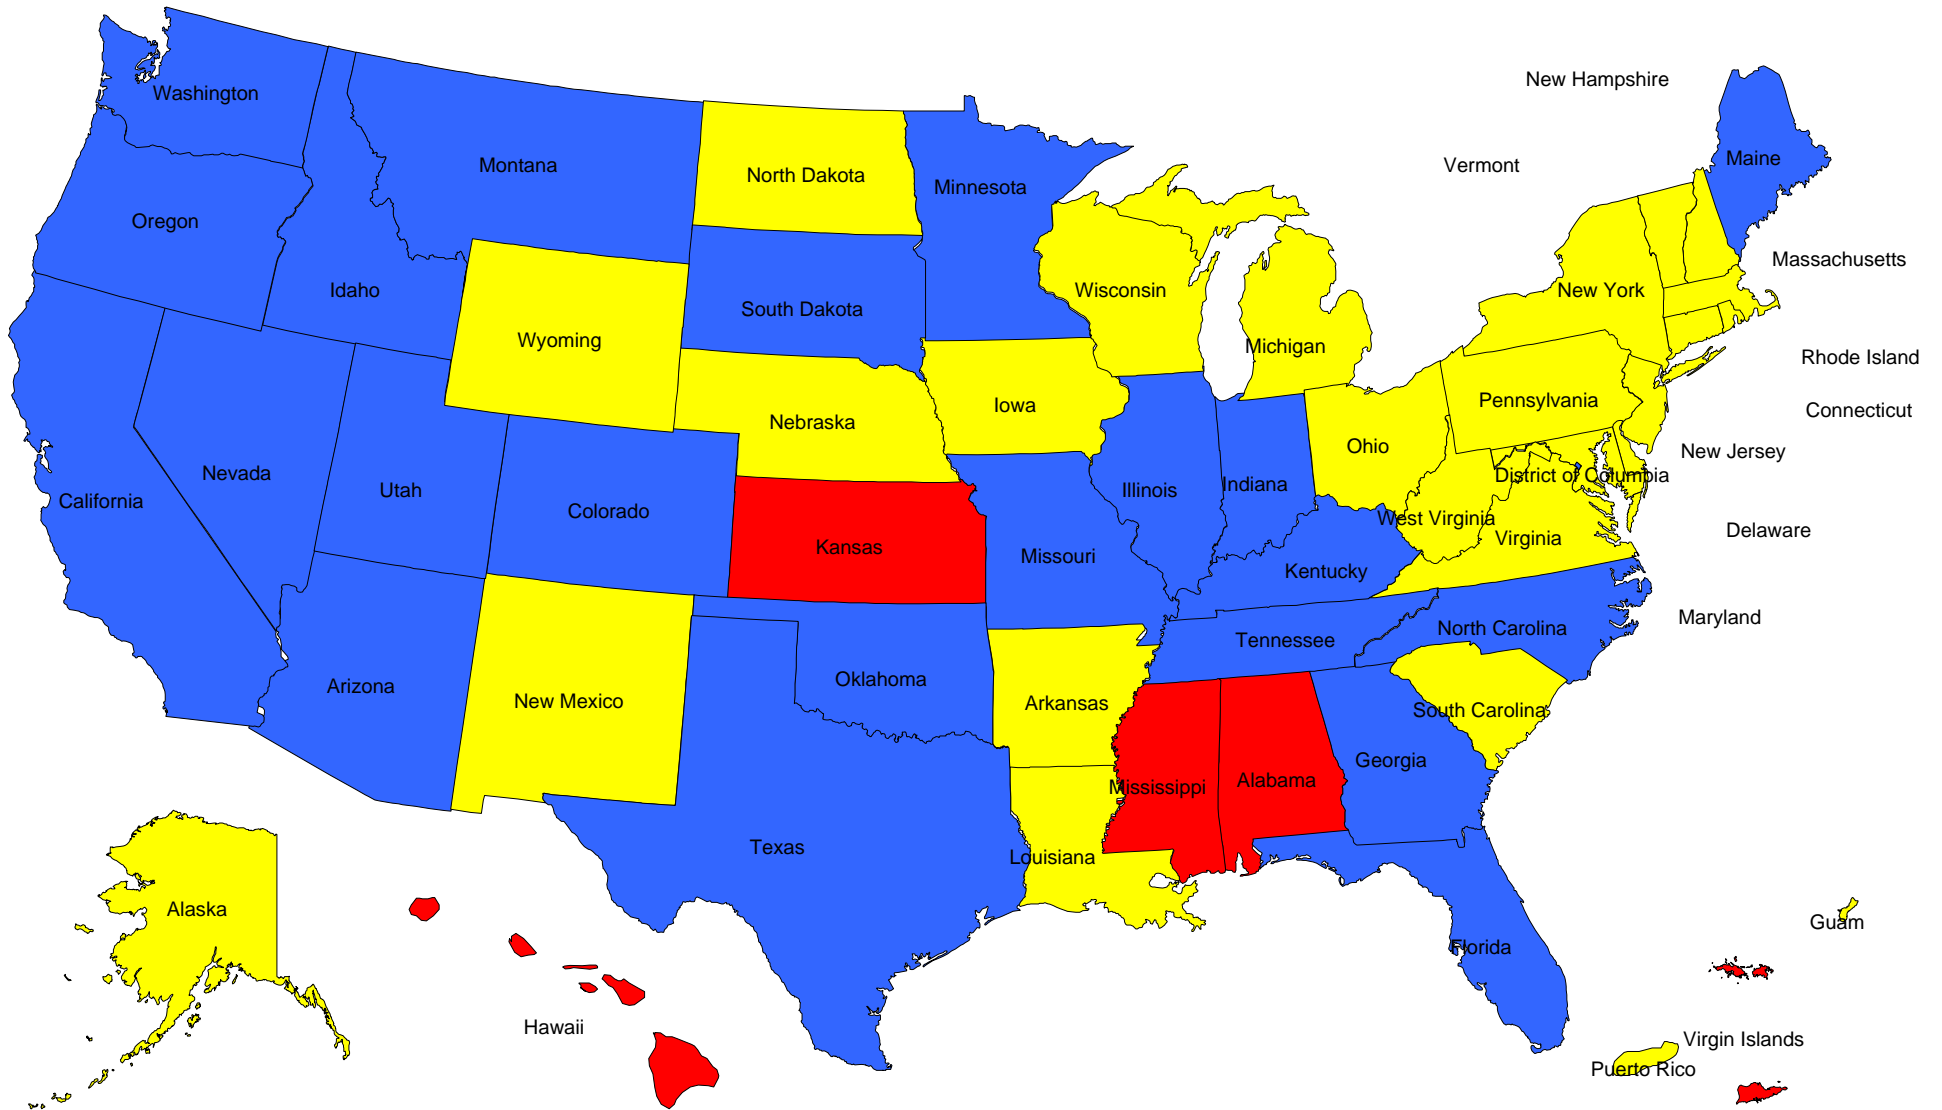 New Hampshire
Washington
Maine
Montana
Vermont
North Dakota
Minnesota
Oregon
Massachusetts
Idaho
Wisconsin
New York
South Dakota
Wyoming
Michigan
Rhode Island
Pennsylvania
Iowa
Connecticut
Nebraska
Ohio
New Jersey
Nevada
District of Columbia
Utah
Illinois
Indiana
California
Colorado
West Virginia
Delaware
Virginia
Kansas
Missouri
Kentucky
Maryland
North Carolina
Tennessee
Oklahoma
Arizona
New Mexico
Arkansas
South Carolina
Georgia
Mississippi
Alabama
Texas
Louisiana
Alaska
Guam
Florida
Hawaii
Virgin Islands
Puerto Rico